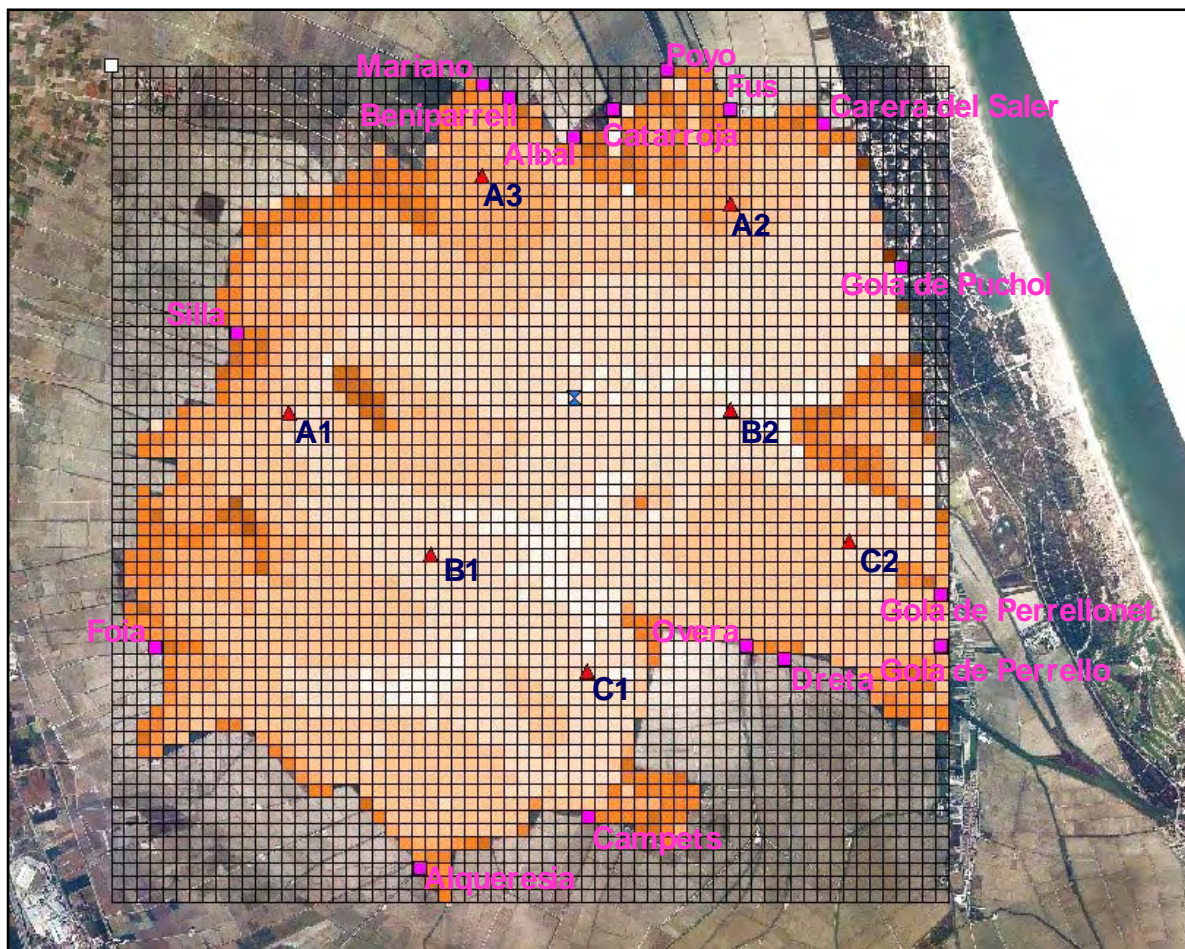 Poyo
Mariano
Fus
Beniparrell
Carera del Saler
Catarroja
Albal
A3
A2
Gola de Puchol
Silla
A1
B2
B1
C2
Gola de Perrellonet
Foia
Overa
Gola de Perrello
Dreta
C1
Campets
Alqueresia